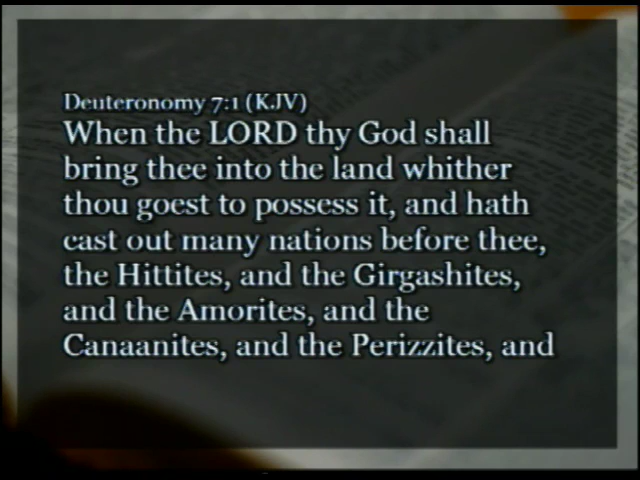 Deuteronomy 7:1 (KJV)
When the LORD thy God shall
bring thee into the land whither
thou goest to possess it, and hath
cast out many nations before thee,
the Hittites, and the Girgashites,
and the Amorites, and the
Canaanites, and the Perizzites, and